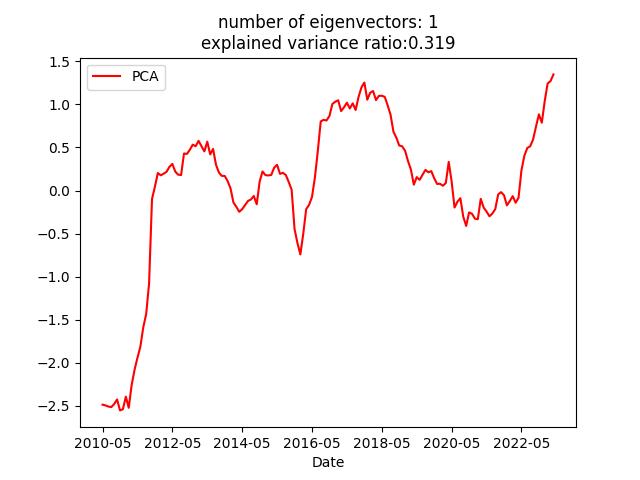 number of eigenvectors: 1
explained variance ratio:0.319
PCA
1.5
1.0
0.5
0.0
−0.5
−1.0
−1.5
−2.0
−2.5
2010-05 2012-05 2014-05 2016-05 2018-05 2020-05 2022-05
Date